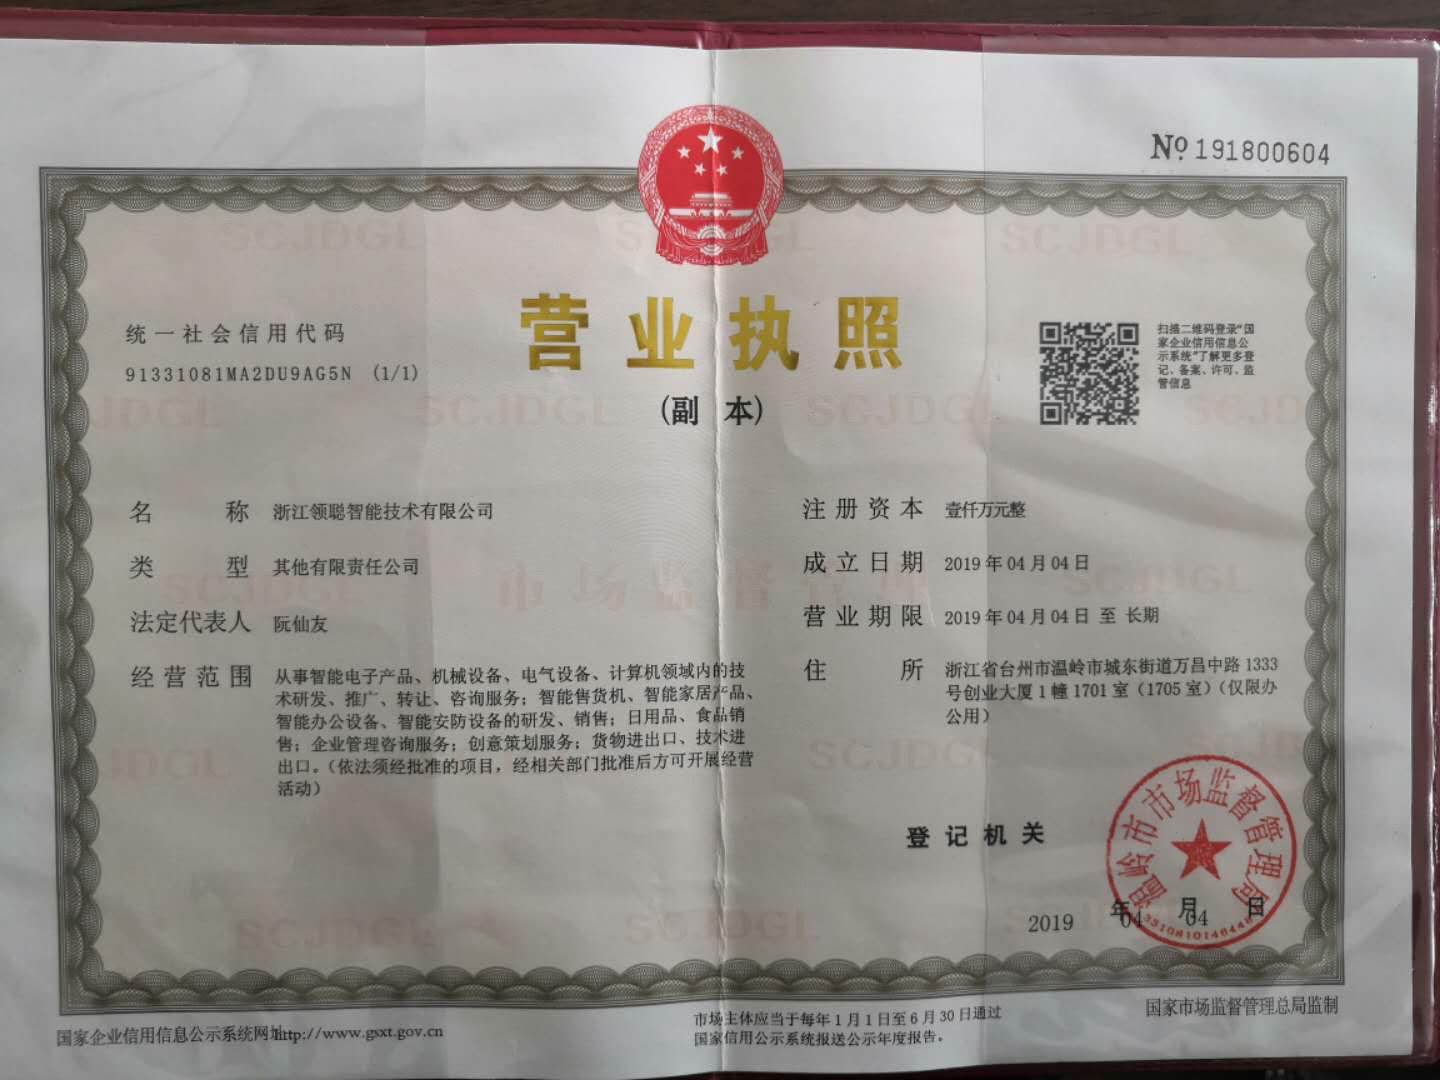 № 191800604
统一社会信用代码
91331081MA2DU9AG5N (1/1)
营业执照
(副 本)
扫描二维码登录“国
家企业信用信息公
示系统”了解更多登
记、备案、许可、监
管信息
名 称 浙江领聪智能技术有限公司
类 型 其他有限责任公司
法定代表人 阮仙友
经营范围 从事智能电子产品、机械设备、电气设备、计算机领域内的技
术研发、推广、转让、咨询服务；智能售货机、智能家居产品、
智能办公设备、智能安防设备的研发、销售；日用品、食品销
售；企业管理咨询服务；创意策划服务；货物进出口、技术进
出口。（依法须经批准的项目，经相关部门批准后方可开展经营
活动）
注册资本 壹仟万元整
成立日期 2019年04月04日
营业期限 2019年04月04日 至 长期
住 所 浙江省台州市温岭市城东街道万昌中路1333
号创业大厦1幢1701室（1705室）（仅限办
公用）
登记机关
温岭市市场监督管理局
2019 年 04 月 04 日
国家企业信用信息公示系统网址http://www.gsxt.gov.cn
市场主体应当于每年1月1日至6月30日通过
国家信用公示系统报送公示年度报告。
国家市场监督管理总局监制